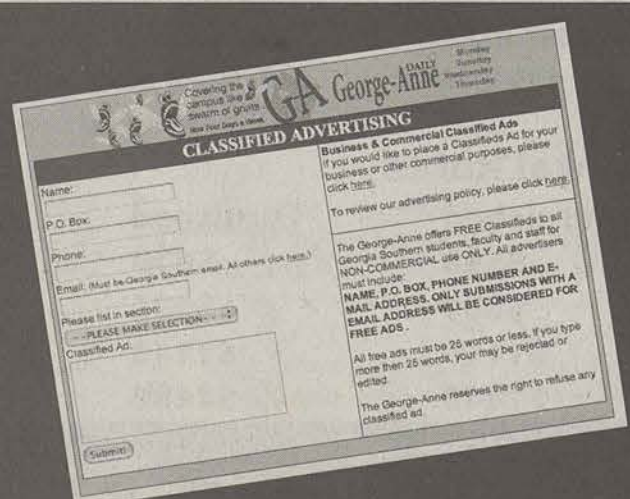 Covering the
campus like a
swarm of gnats
Now Four Days a Week
GA George-Anne
DAILY
Monday
Tuesday
Wednesday
Thursday
CLASSIFIED ADVERTISING
Name:
P.O. Box:
Phone:
Email: (Must be Georgia Southern email. All others click here.)
Please list in section:
- - PLEASE MAKE SELECTION - -
Classified Ad:
Submit!
Business & Commercial Classified Ads
If you would like to place a Classifieds Ad for your
business or other commercial purposes, please
click here.
To review our advertising policy, please click here.
The George-Anne offers FREE Classifieds to all
Georgia Southern students, faculty and staff for
NON-COMMERCIAL use ONLY. All advertisers
must include:
NAME, P.O. BOX, PHONE NUMBER AND E-
MAIL ADDRESS. ONLY SUBMISSIONS WITH A
EMAIL ADDRESS WILL BE CONSIDERED FOR
FREE ADS .
All free ads must be 25 words or less. If you type
more then 25 words, your may be rejected or
edited.
The George-Anne reserves the right to refuse any
classified ad.